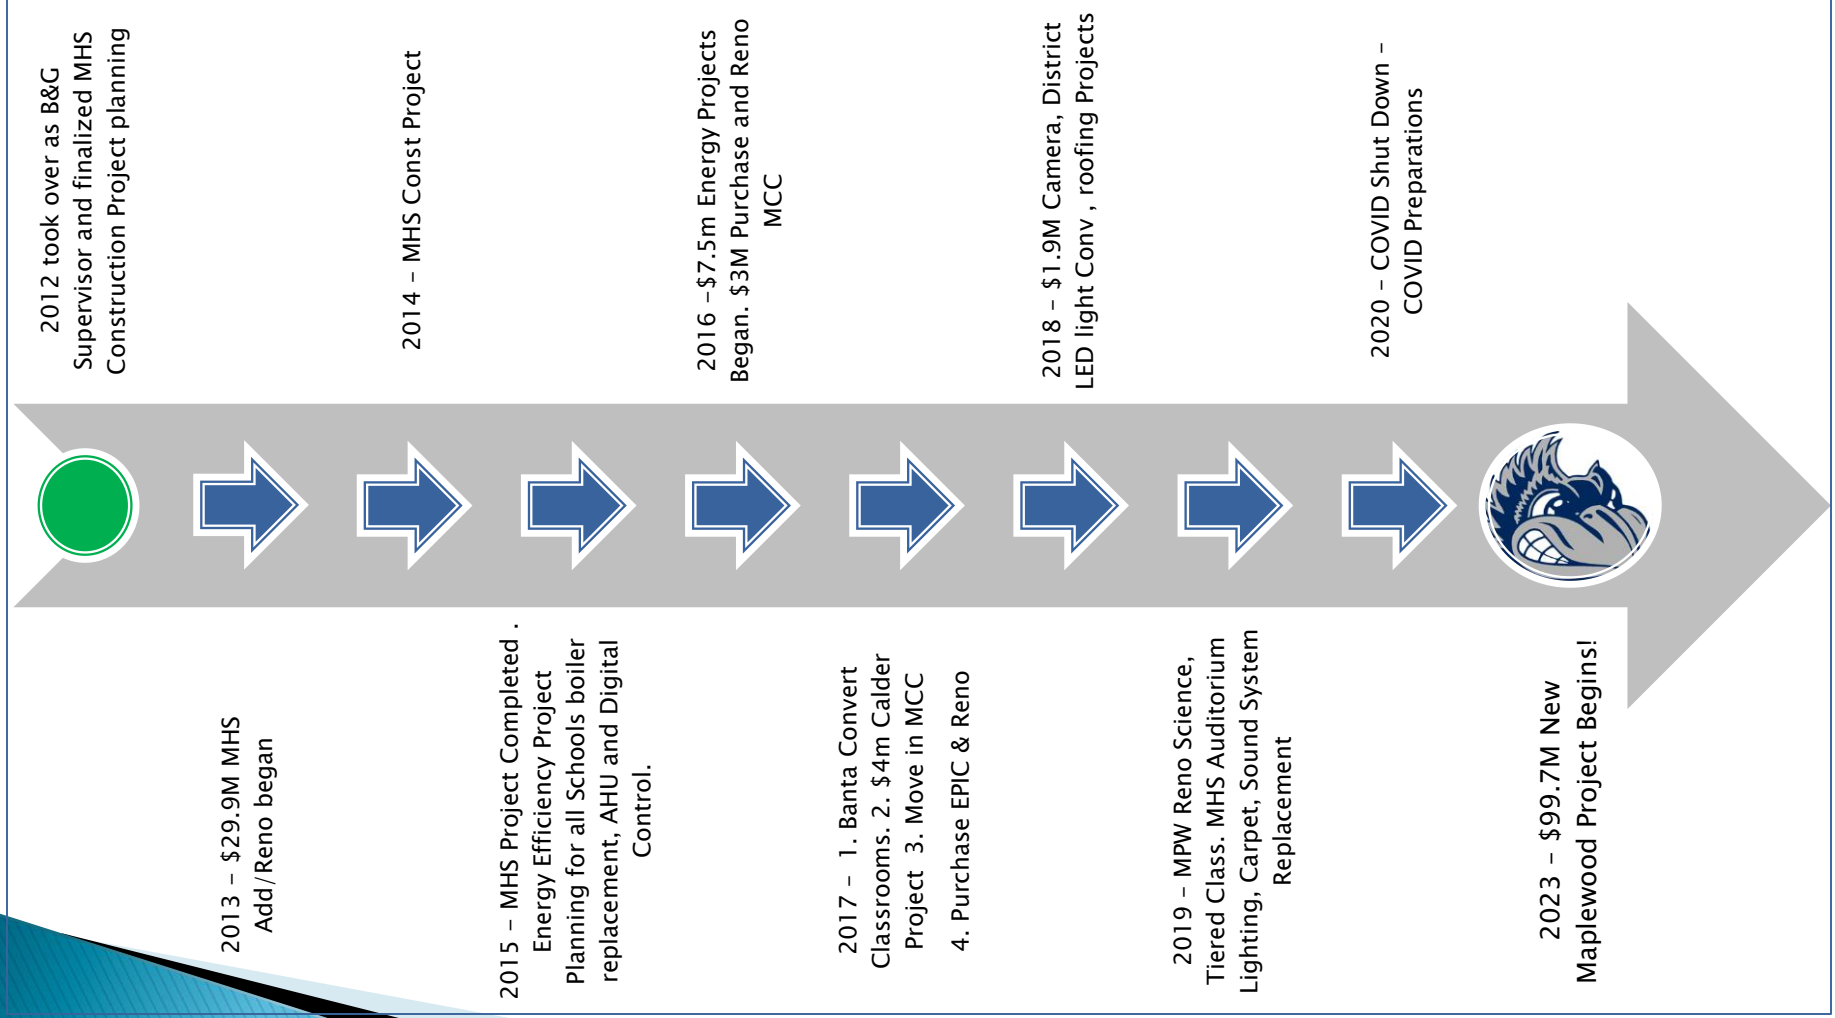 2012 took over as B&G
Supervisor and finalized MHS
Construction Project planning
2013 – $29.9M MHS
Add/Reno began
2014 – MHS Const Project
2015 – MHS Project Completed .
Energy Efficiency Project
Planning for all Schools boiler
replacement, AHU and Digital
Control.
2016 –$7.5m Energy Projects
Began. $3M Purchase and Reno
MCC
2017 – 1. Banta Convert
Classrooms. 2. $4m Calder
Project 3. Move in MCC
4. Purchase EPIC & Reno
2018 – $1.9M Camera, District
LED light Conv , roofing Projects
2019 – MPW Reno Science,
Tiered Class. MHS Auditorium
Lighting, Carpet, Sound System
Replacement
2020 – COVID Shut Down –
COVID Preparations
2023 – $99.7M New
Maplewood Project Begins!